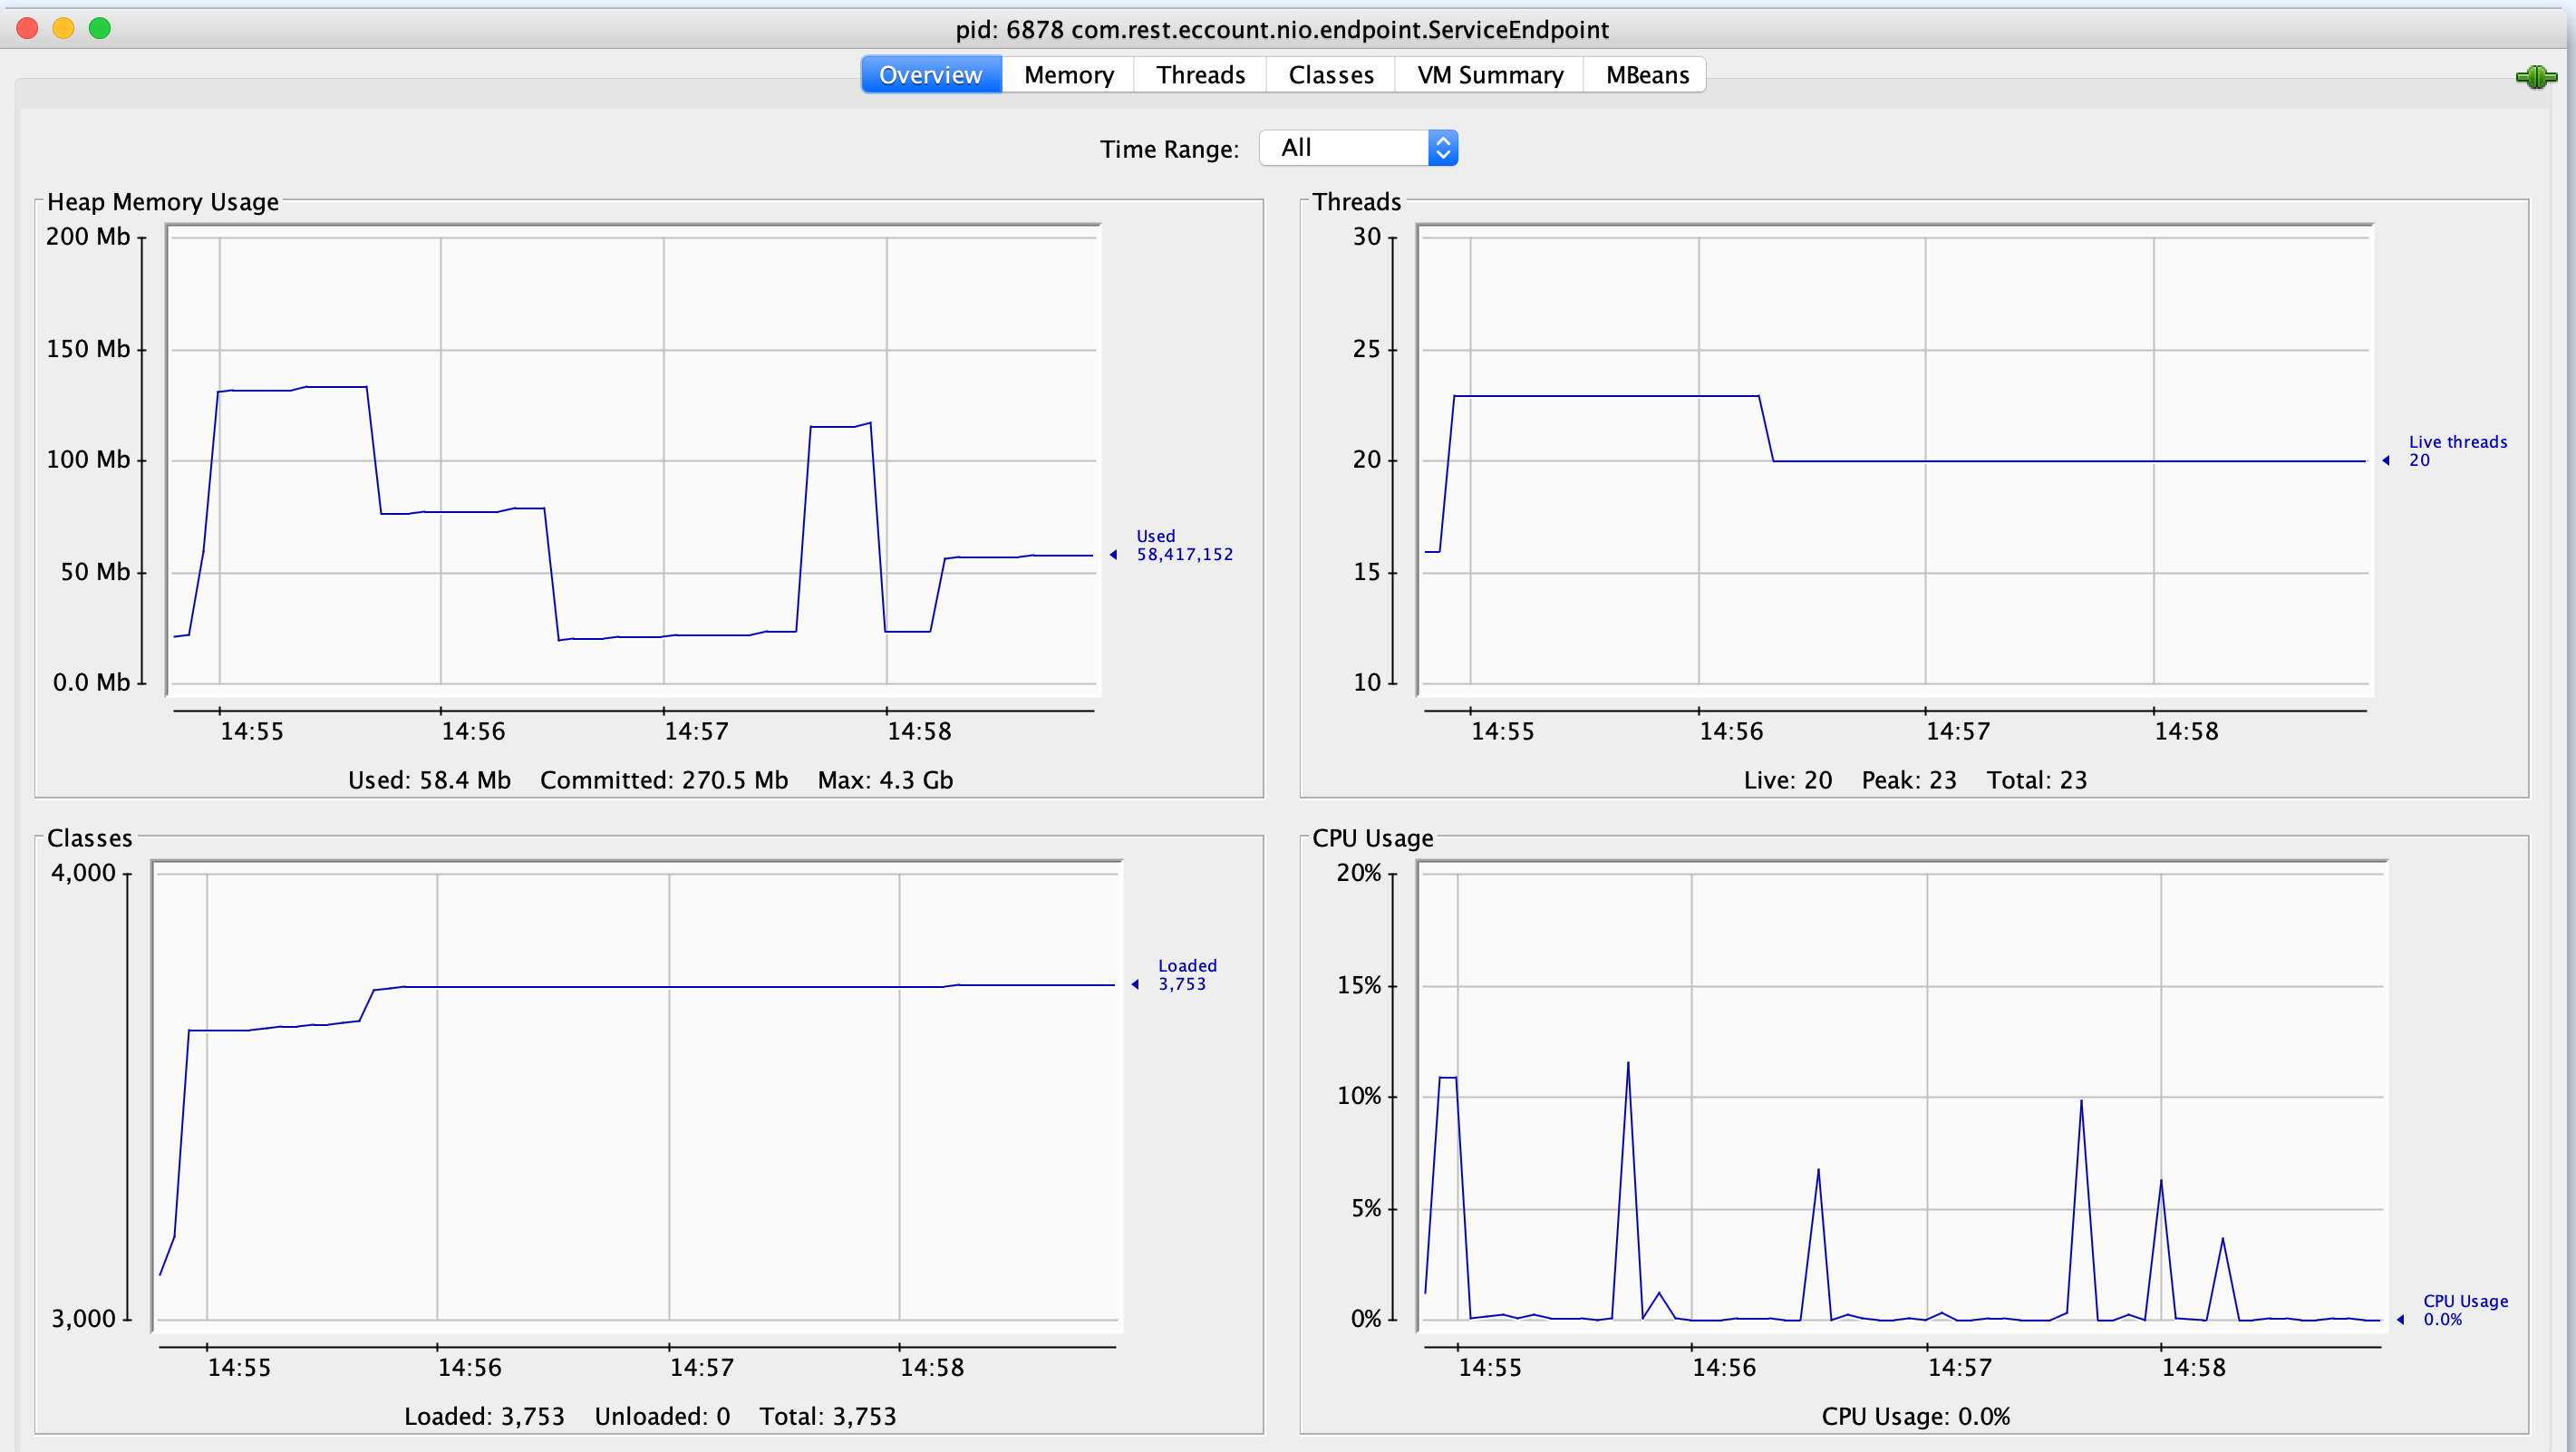 pid: 6878 com.rest.eccount.nio.endpoint.ServiceEndpoint
Overview Memory Threads Classes VM Summary MBeans
Time Range: All
Heap Memory Usage
200 Mb
150 Mb
100 Mb
50 Mb
0.0 Mb
Used
58,417,152
14:55 14:56 14:57 14:58
Used: 58.4 Mb Committed: 270.5 Mb Max: 4.3 Gb
Threads
30
25
20
15
10
Live threads
20
14:55 14:56 14:57 14:58
Live: 20 Peak: 23 Total: 23
Classes
4,000
3,000
Loaded
3,753
14:55 14:56 14:57 14:58
Loaded: 3,753 Unloaded: 0 Total: 3,753
CPU Usage
20%
15%
10%
5%
0%
CPU Usage
0.0%
14:55 14:56 14:57 14:58
CPU Usage: 0.0%